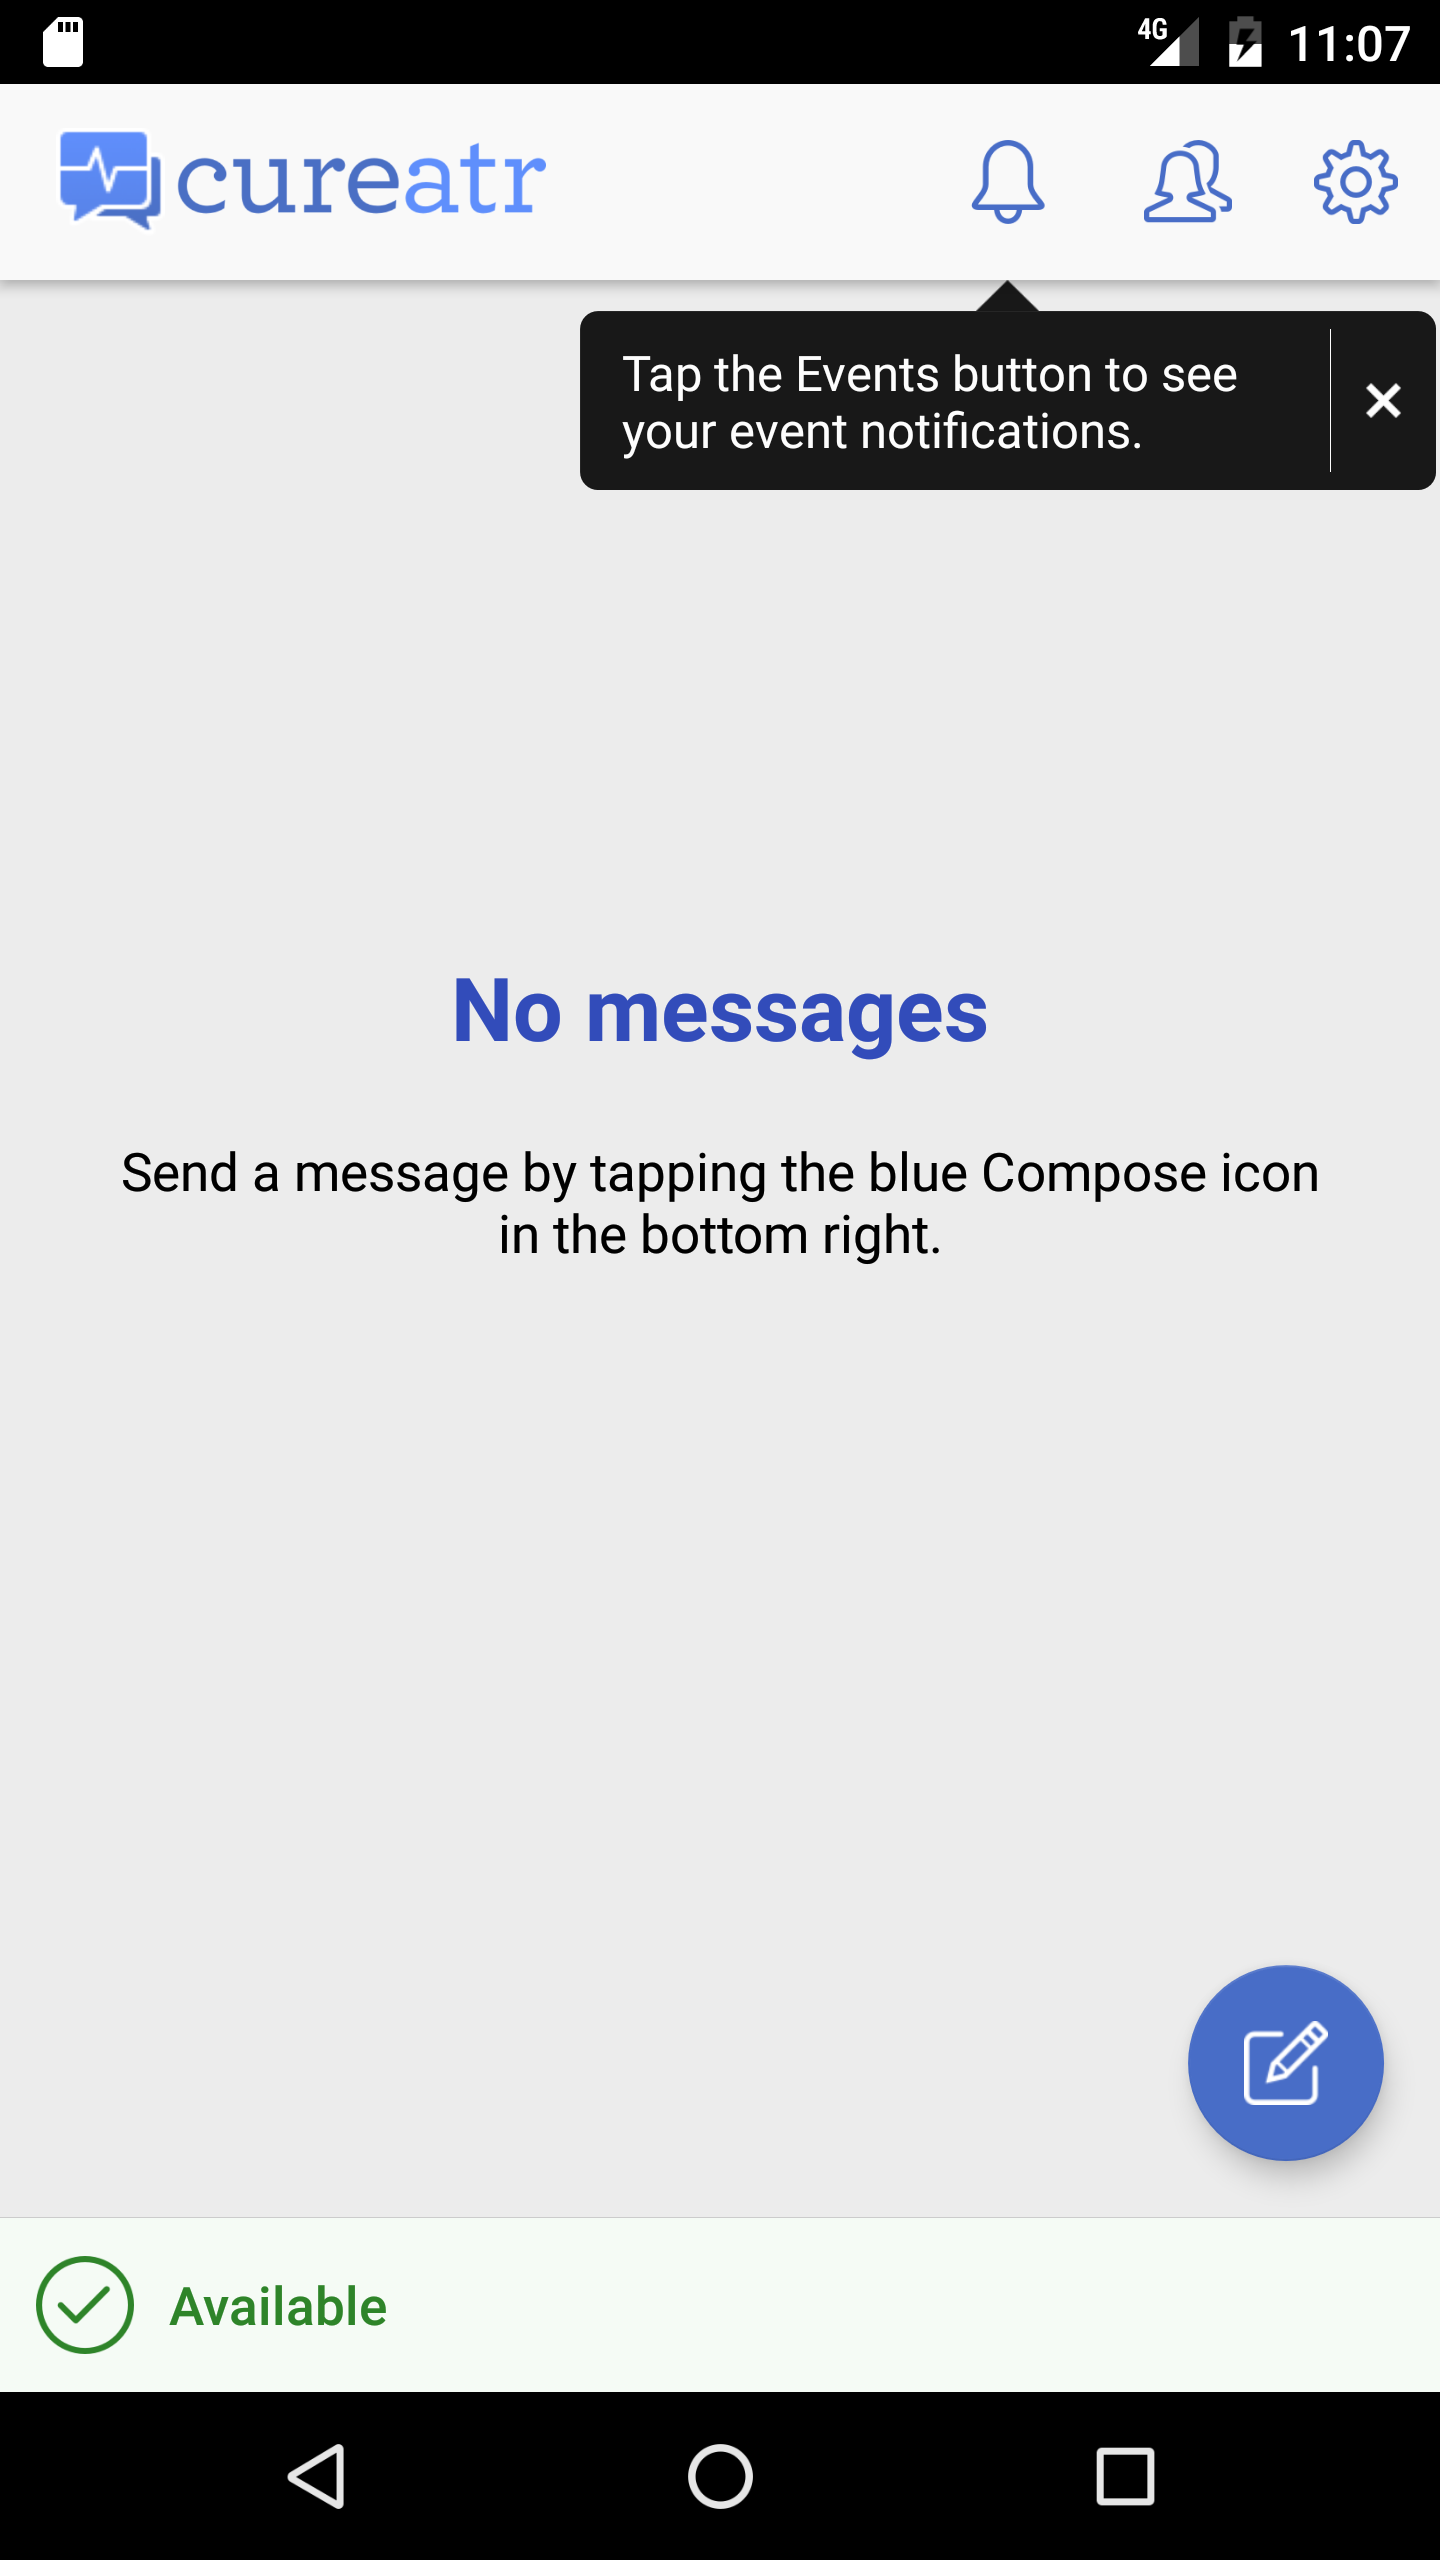 4G 11:07
cureatr
Tap the Events button to see
your event notifications.
No messages
Send a message by tapping the blue Compose icon
in the bottom right.
Available